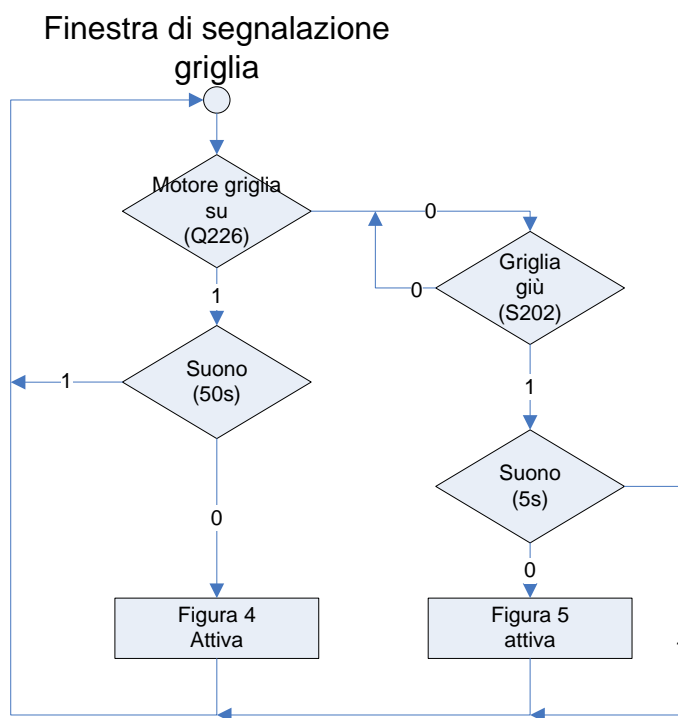 Finestra di segnalazione
griglia
Motore griglia
su
(Q226)
0
Griglia
giù
(S202)
0
1
Suono
(50s)
1
1
Suono
(5s)
0
0
Figura 4
Attiva
Figura 5
attiva